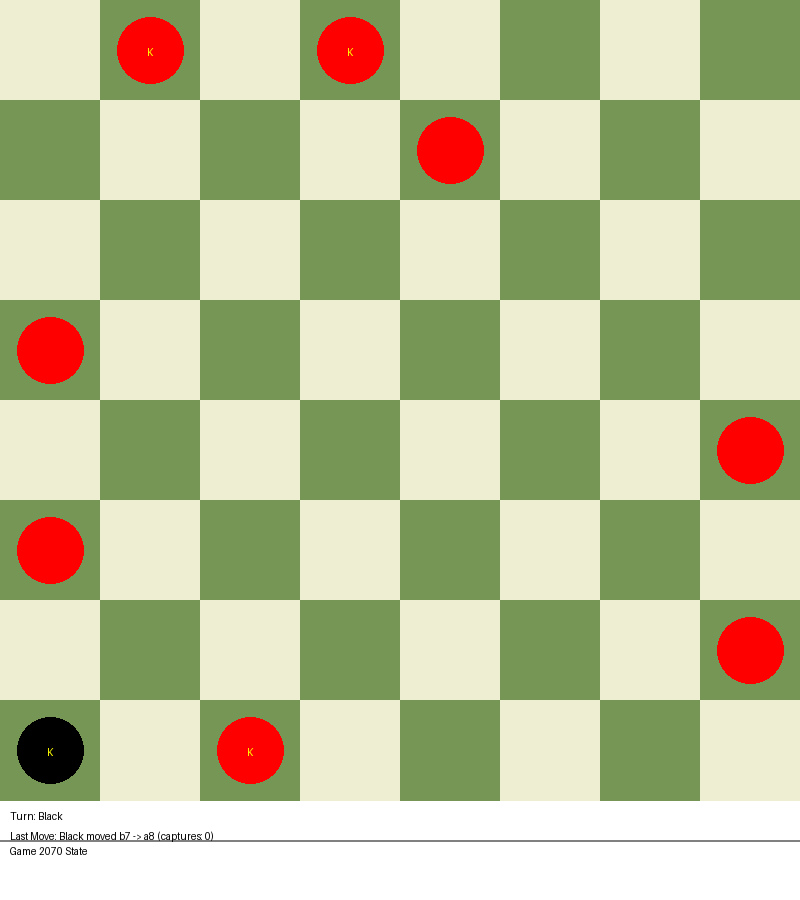 K K
K K
Turn: Black
Last Move: Black moved b7 -> a8 (captures: 0)
Game 2070 State